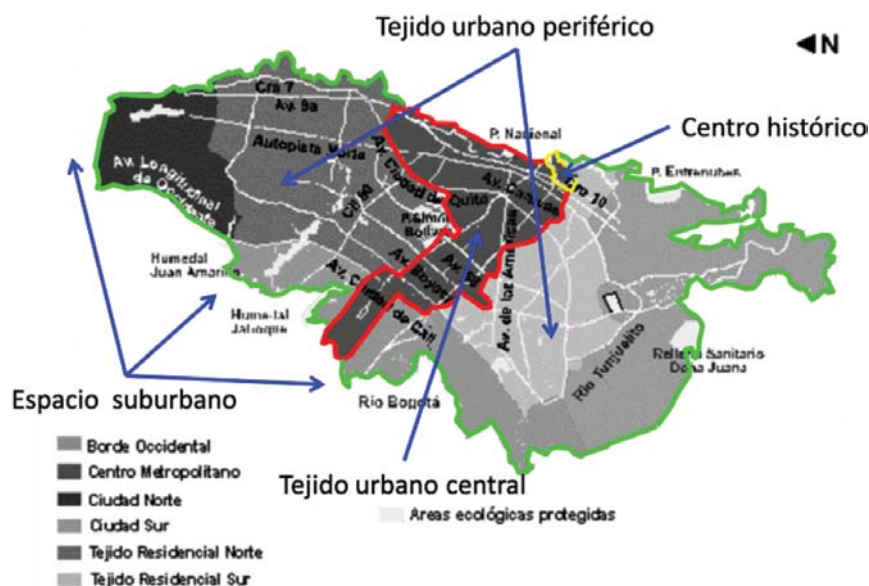 Tejido urbano periférico
N
Cra 7
Av. 9a
P. Nacional
Centro histórico
Autopista Norte
Av. Longitudinal
de Occidente
Av. Ciudad de Quito
Av. Caracas
Cra 10
P. Entrenubes
Cll 80
P. Simón
Bolívar
Humedal
Juan Amarillo
Av. Boyacá
Av. de las Américas
Humedal
Jaboque
Av. Ciudad de Cali
Río Tunjuelito
Relleno Sanitario
Dona Juana
Espacio suburbano
Río Bogotá
Borde Occidental
Centro Metropolitano
Ciudad Norte
Ciudad Sur
Tejido Residencial Norte
Tejido Residencial Sur
Tejido urbano central
Areas ecológicas protegidas